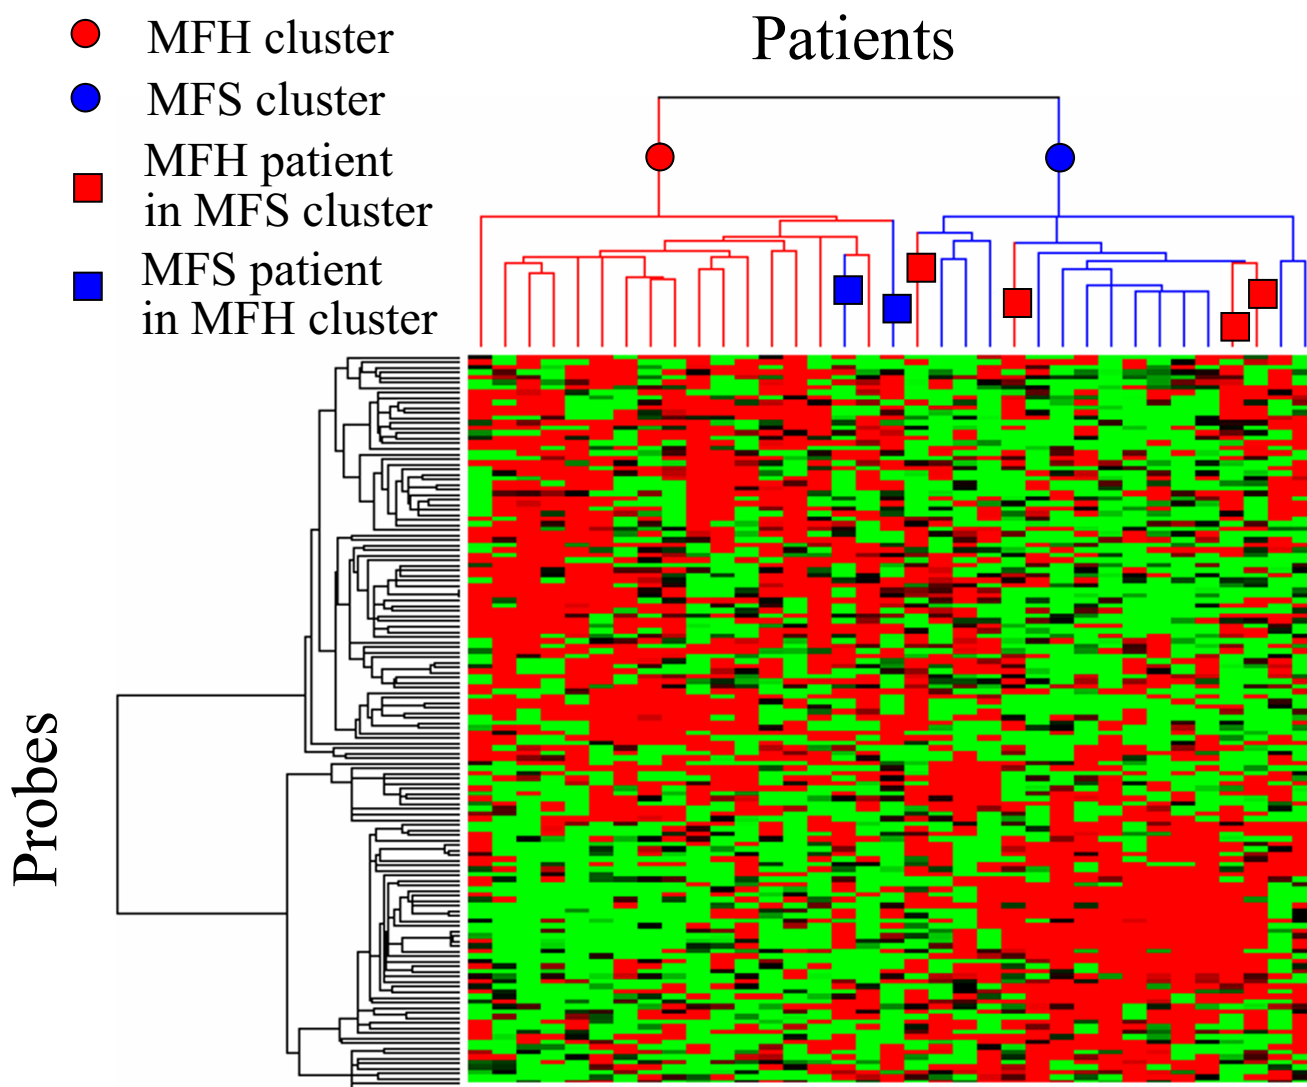 MFH cluster
Patients
MFS cluster
MFH patient
in MFS cluster
MFS patient
in MFH cluster
Probes